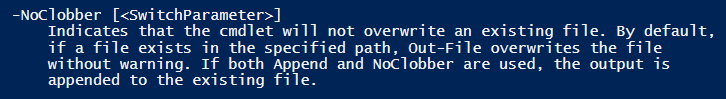 -NoClobber [<SwitchParameter>]
Indicates that the cmdlet will not overwrite an existing file. By default,
if a file exists in the specified path, Out-File overwrites the file
without warning. If both Append and NoClobber are used, the output is
appended to the existing file.